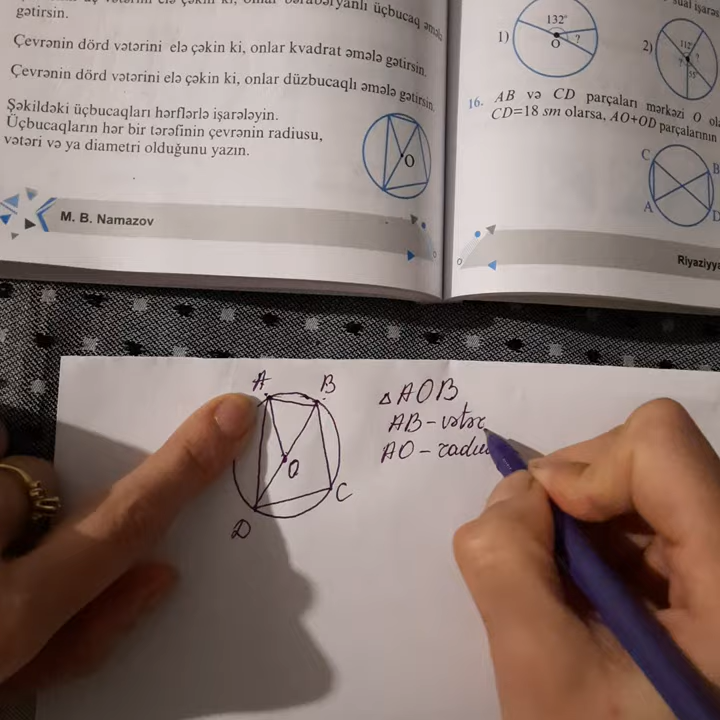 gətirsin.
Çevrənin dörd vətərini elə çəkin ki, onlar kvadrat əmələ gətirsin.
Çevrənin dörd vətərini elə çəkin ki, onlar düzbucaqlı əmələ gətirsin.
Şəkildəki üçbucaqları hərflərlə işarələyin.
Üçbucaqların hər bir tərəfinin çevrənin radiusu,
vətəri və ya diametri olduğunu yazın.
O
M. B. Namazov
1)
132°
O
?
2)
?
55°
16. AB və CD parçaları mərkəzi O
CD=18 sm olarsa, AO+OD parçalarının
C
B
A
D
Riyaziyya
A B
O
C
D
△AOB
AB-vətər
AO-radiu